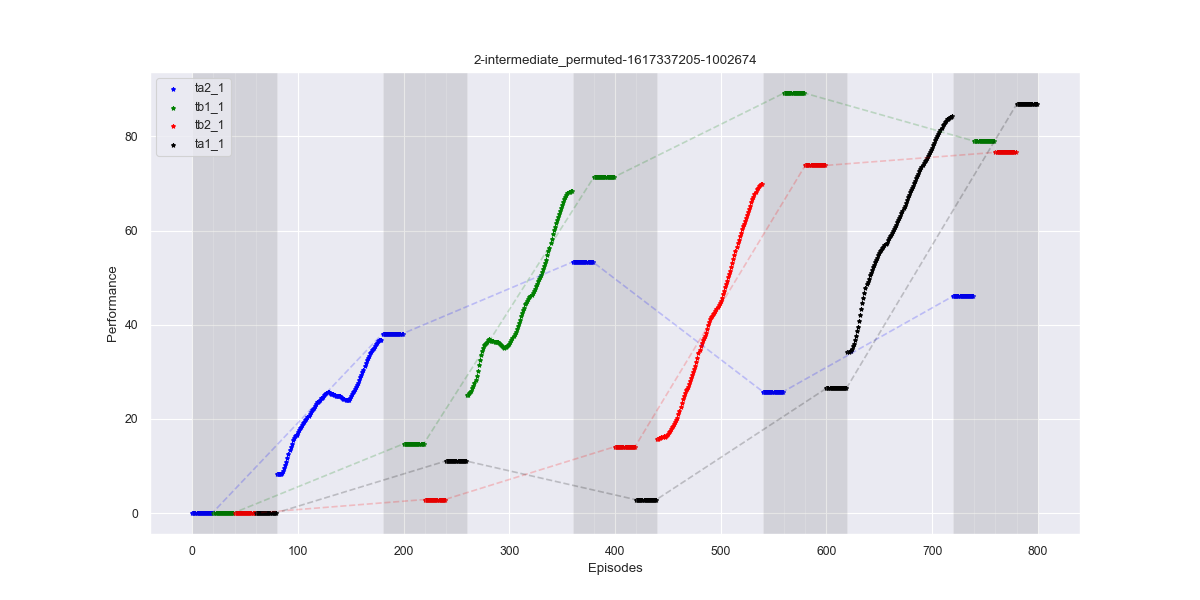 2-intermediate_permuted-1617337205-1002674
ta2_1
tb1_1
tb2_1
ta1_1
80
60
40
20
0
Performance
0 100 200 300 400 500 600 700 800
Episodes